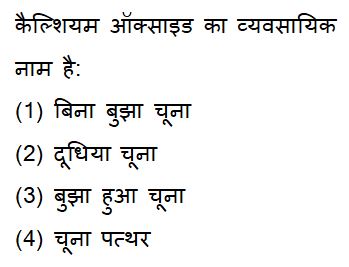 कैल्शियम ऑक्साइड का व्यवसायिक
नाम है:
(1) बिना बुझा चूना
(2) दूधिया चूना
(3) बुझा हुआ चूना
(4) चूना पत्थर